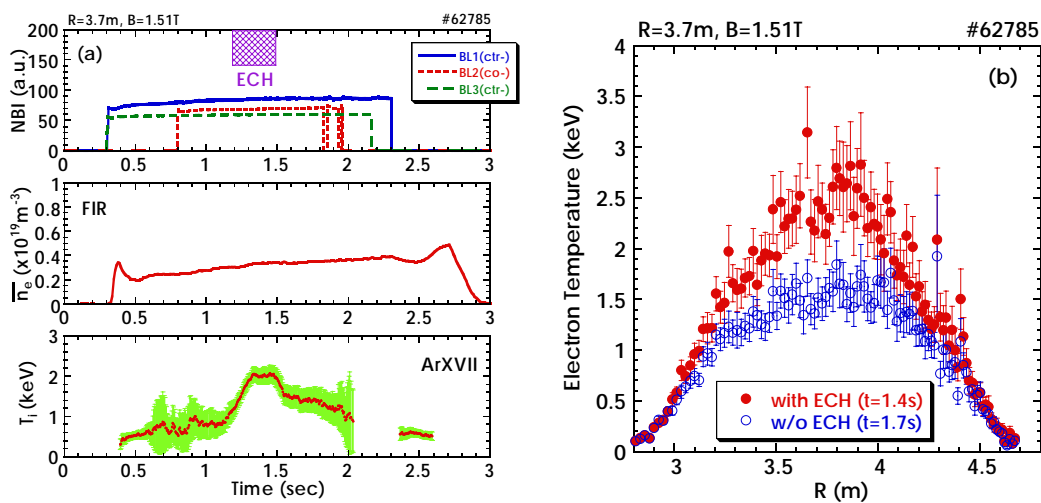 R=3.7m, B=1.51T #62785
(a)
ECH
BL1(ctr-)
BL2(co-)
BL3(ctr-)
NBI (a.u.)
200
150
100
50
0
0 0.5 1 1.5 2 2.5 3
FIR
n̅e (x10^19m^-3)
1
0.8
0.6
0.4
0.2
0
0 0.5 1 1.5 2 2.5 3
ArXVII
Ti (keV)
3
2
1
0
0 0.5 1 1.5 2 2.5 3
Time (sec)
R=3.7m, B=1.51T #62785
(b)
Electron Temperature (keV)
4
3.5
3
2.5
2
1.5
1
0.5
0
with ECH (t=1.4s)
w/o ECH (t=1.7s)
3 3.5 4 4.5
R (m)